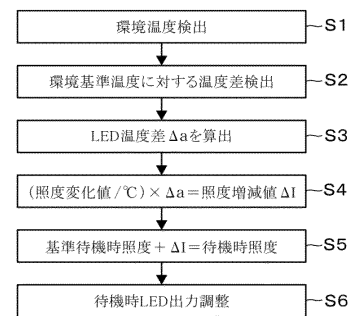 環境温度検出
S1
環境基準温度に対する温度差検出
S2
LED温度差Δaを算出
S3
(照度変化値/℃)×Δa=照度増減値ΔI
S4
基準待機時照度+ΔI=待機時照度
S5
待機時LED出力調整
S6